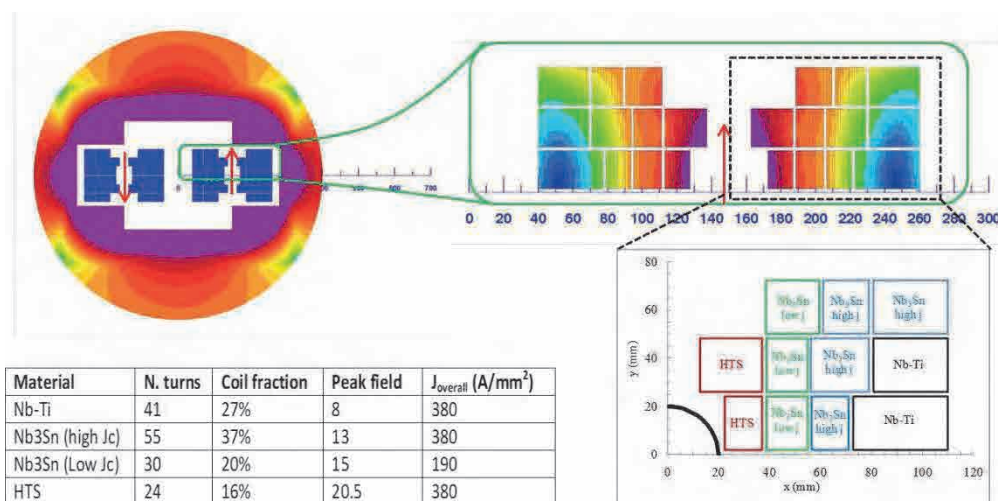 0 700
0 20 40 60 80 100 120 140 160 180 200 220 240 260 280 300
80
60
40
20
0
y (mm)
Nb3Sn low j
Nb3Sn high j
Nb3Sn high j
HTS
Nb3Sn low j
Nb3Sn high j
Nb-Ti
HTS
Nb3Sn low j
Nb3Sn high j
Nb-Ti
0 20 40 60 80 100 120
x (mm)
Material N. turns Coil fraction Peak field Joverall (A/mm²)
Nb-Ti 41 27% 8 380
Nb3Sn (high Jc) 55 37% 13 380
Nb3Sn (Low Jc) 30 20% 15 190
HTS 24 16% 20.5 380